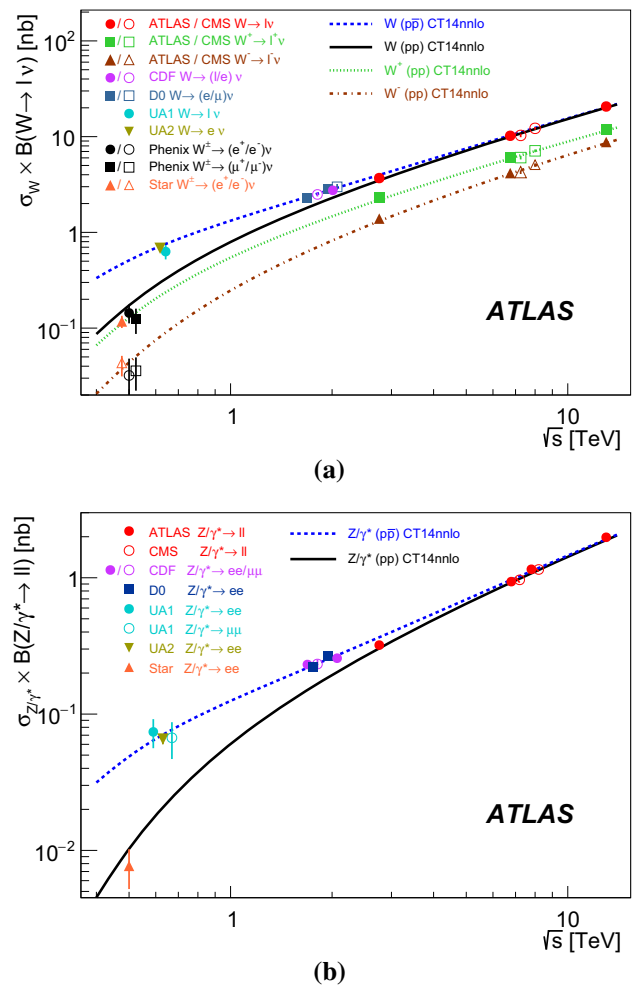 σ_W × B(W→ l ν) [nb]
10²
10
1
10⁻¹
ATLAS / CMS W→ lν
ATLAS / CMS W⁺→ l⁺ν
ATLAS / CMS W⁻→ l⁻ν
CDF W→ (l/e) ν
D0 W→ (e/μ)ν
UA1 W→ l ν
UA2 W→ e ν
Phenix W±→ (e⁺/e⁻)ν
Phenix W±→ (μ⁺/μ⁻)ν
Star W±→ (e⁺/e⁻)ν
W (pp̅) CT14nnlo
W (pp) CT14nnlo
W⁺ (pp) CT14nnlo
W⁻ (pp) CT14nnlo
ATLAS
1 10
√s [TeV]
(a)
σ_Z/γ* × B(Z/γ*→ ll) [nb]
1
10⁻¹
10⁻²
ATLAS Z/γ*→ ll
CMS Z/γ*→ ll
CDF Z/γ*→ ee/μμ
D0 Z/γ*→ ee
UA1 Z/γ*→ ee
UA1 Z/γ*→ μμ
UA2 Z/γ*→ ee
Star Z/γ*→ ee
Z/γ* (pp̅) CT14nnlo
Z/γ* (pp) CT14nnlo
ATLAS
1 10
√s [TeV]
(b)